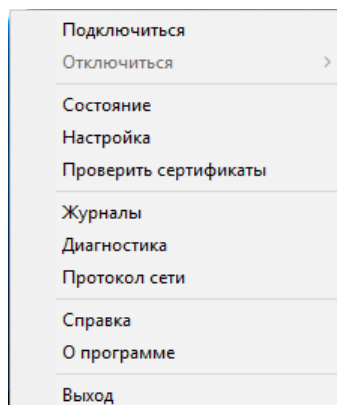 Подключиться
Отключиться
Состояние
Настройка
Проверить сертификаты
Журналы
Диагностика
Протокол сети
Справка
О программе
Выход